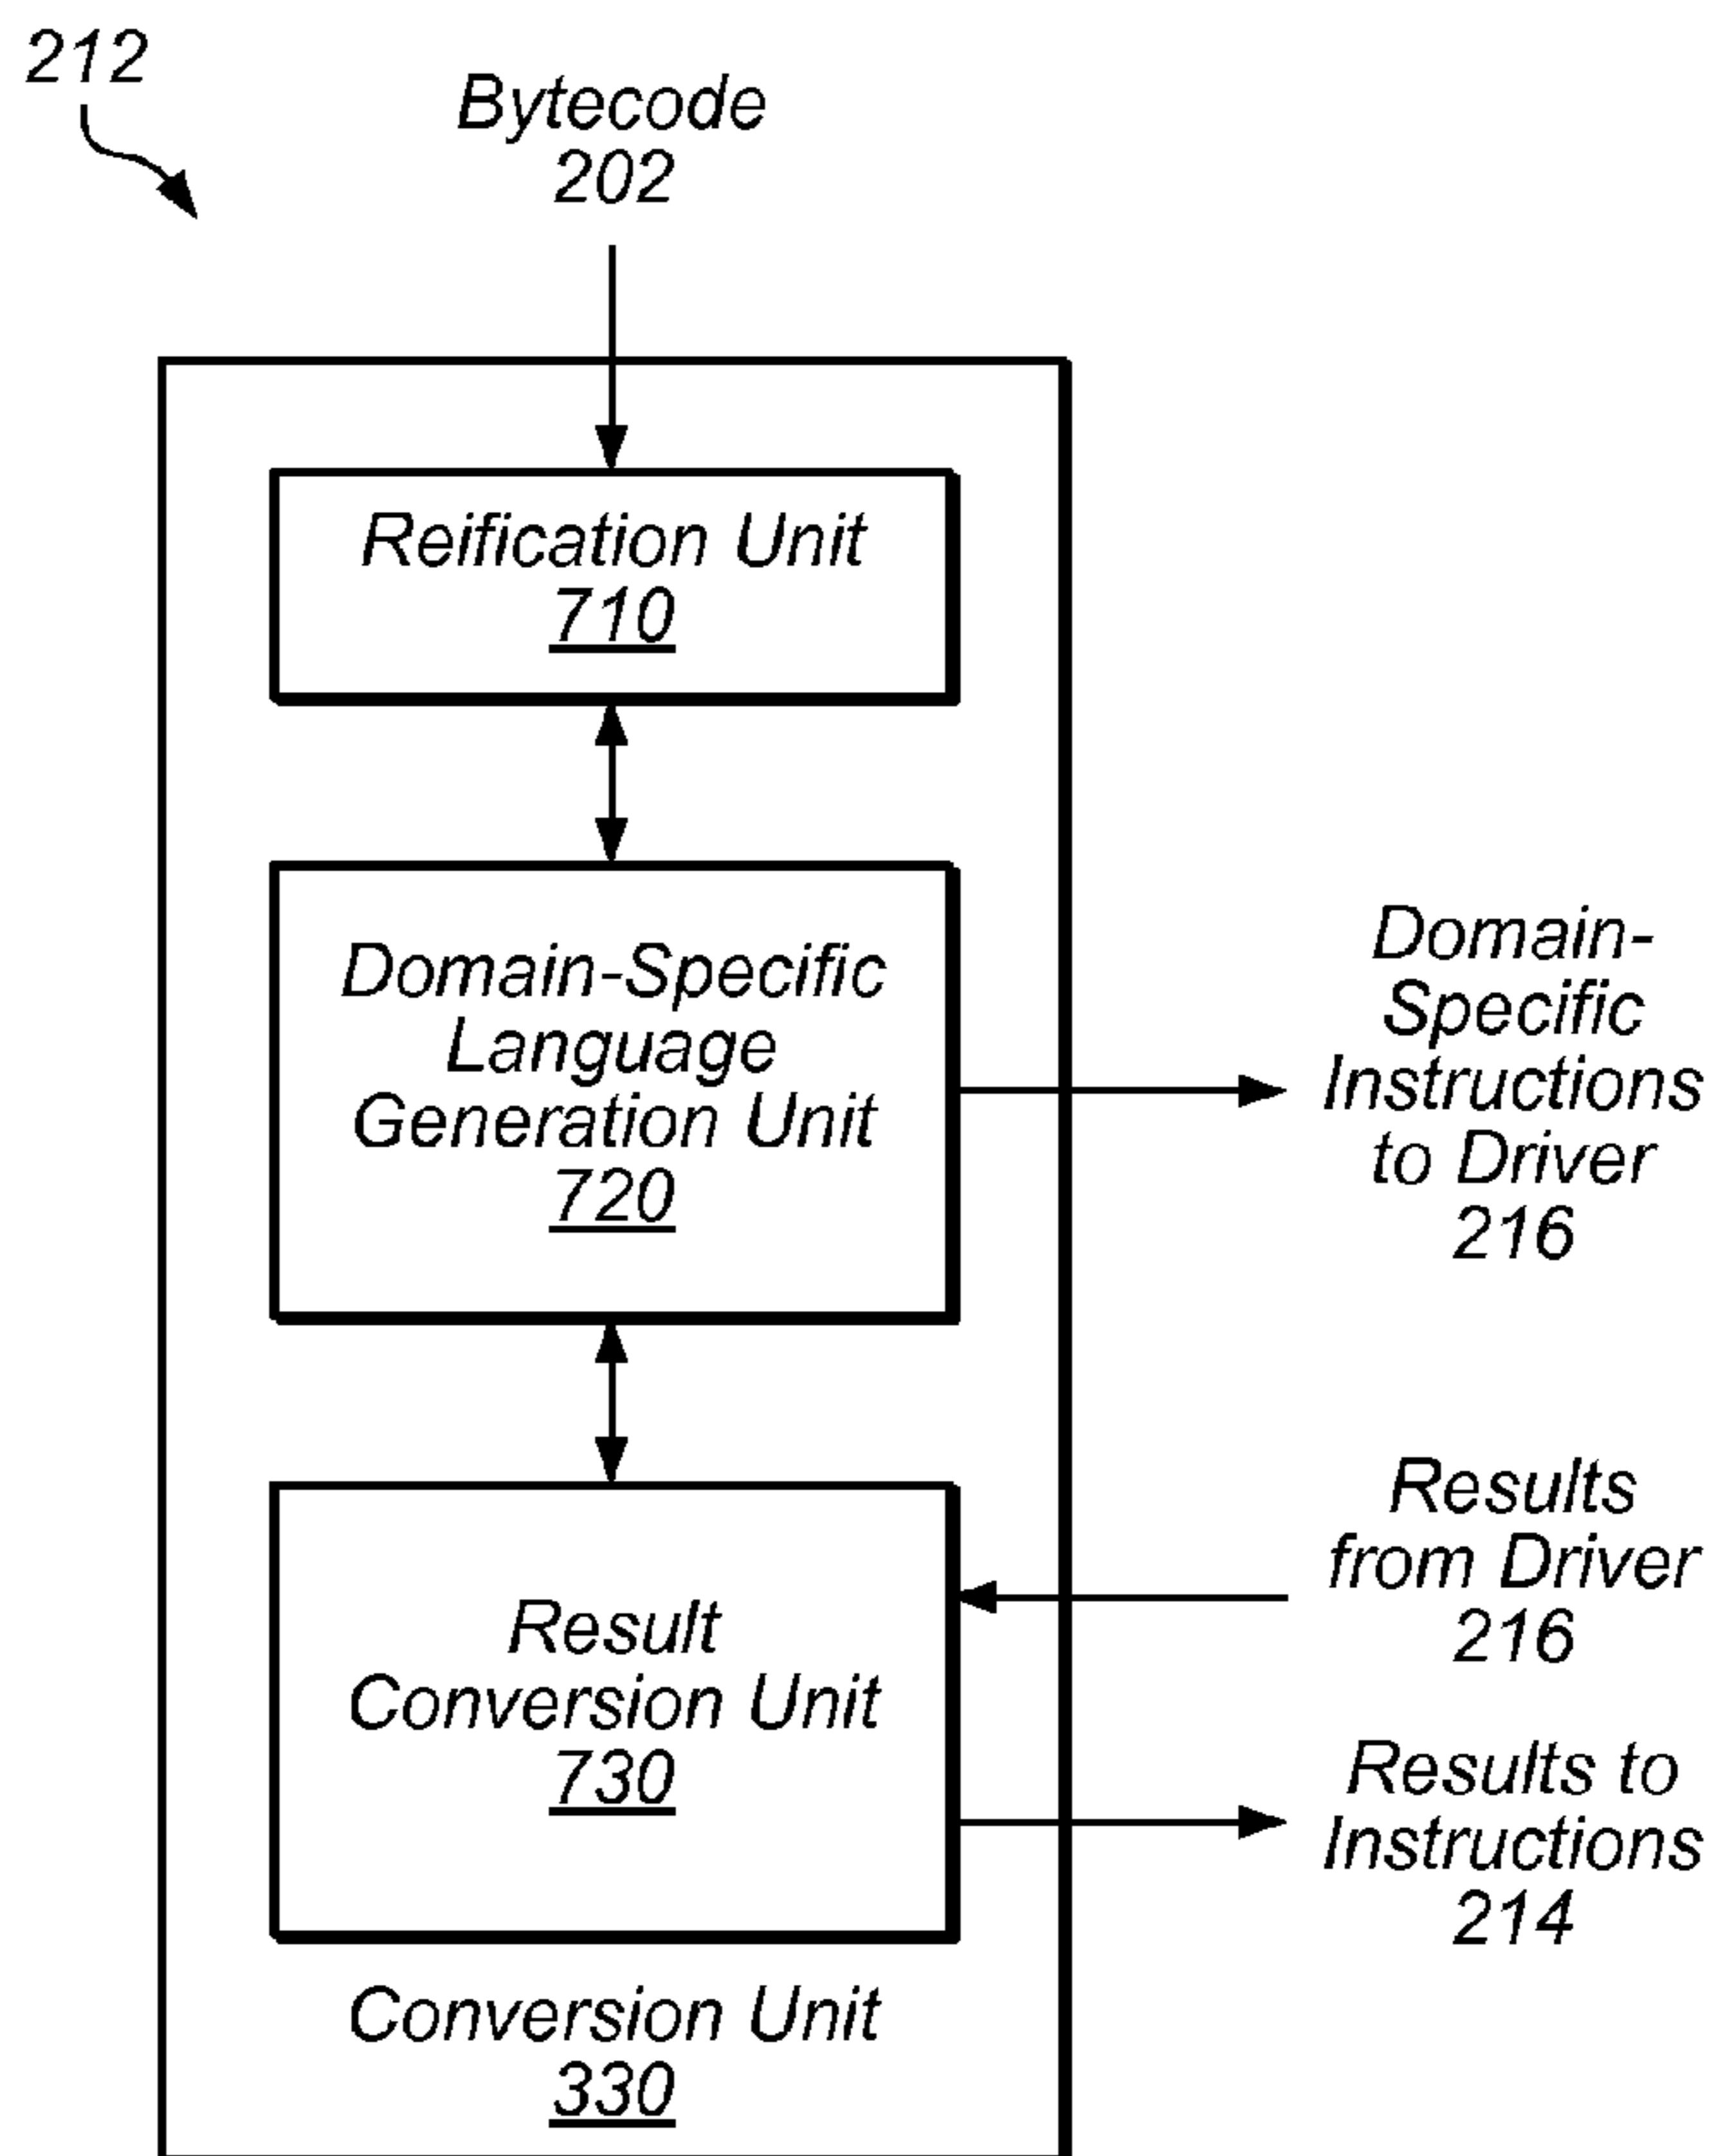 212
Bytecode
202
Reification Unit
710
Domain-Specific
Language
Generation Unit
720
Domain-
Specific
Instructions
to Driver
216
Result
Conversion Unit
730
Results
from Driver
216
Results to
Instructions
214
Conversion Unit
330